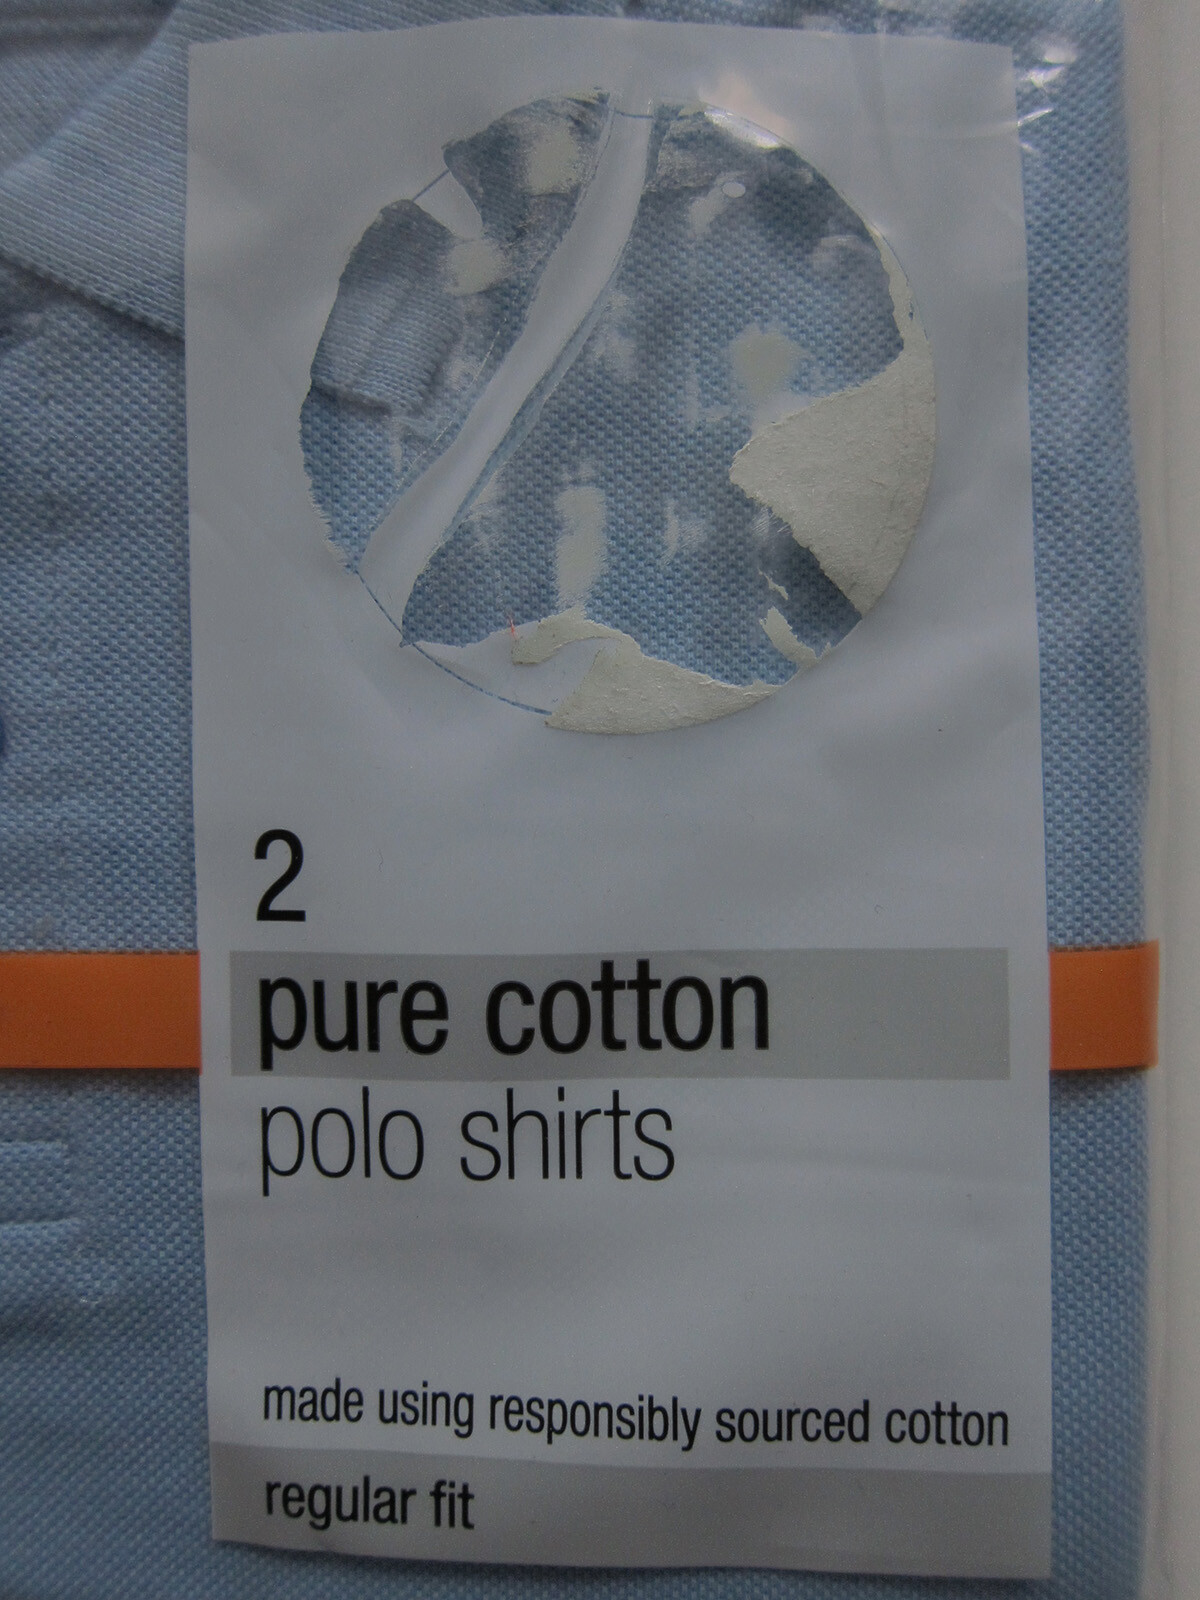 2
pure cotton
polo shirts
made using responsibly sourced cotton
regular fit